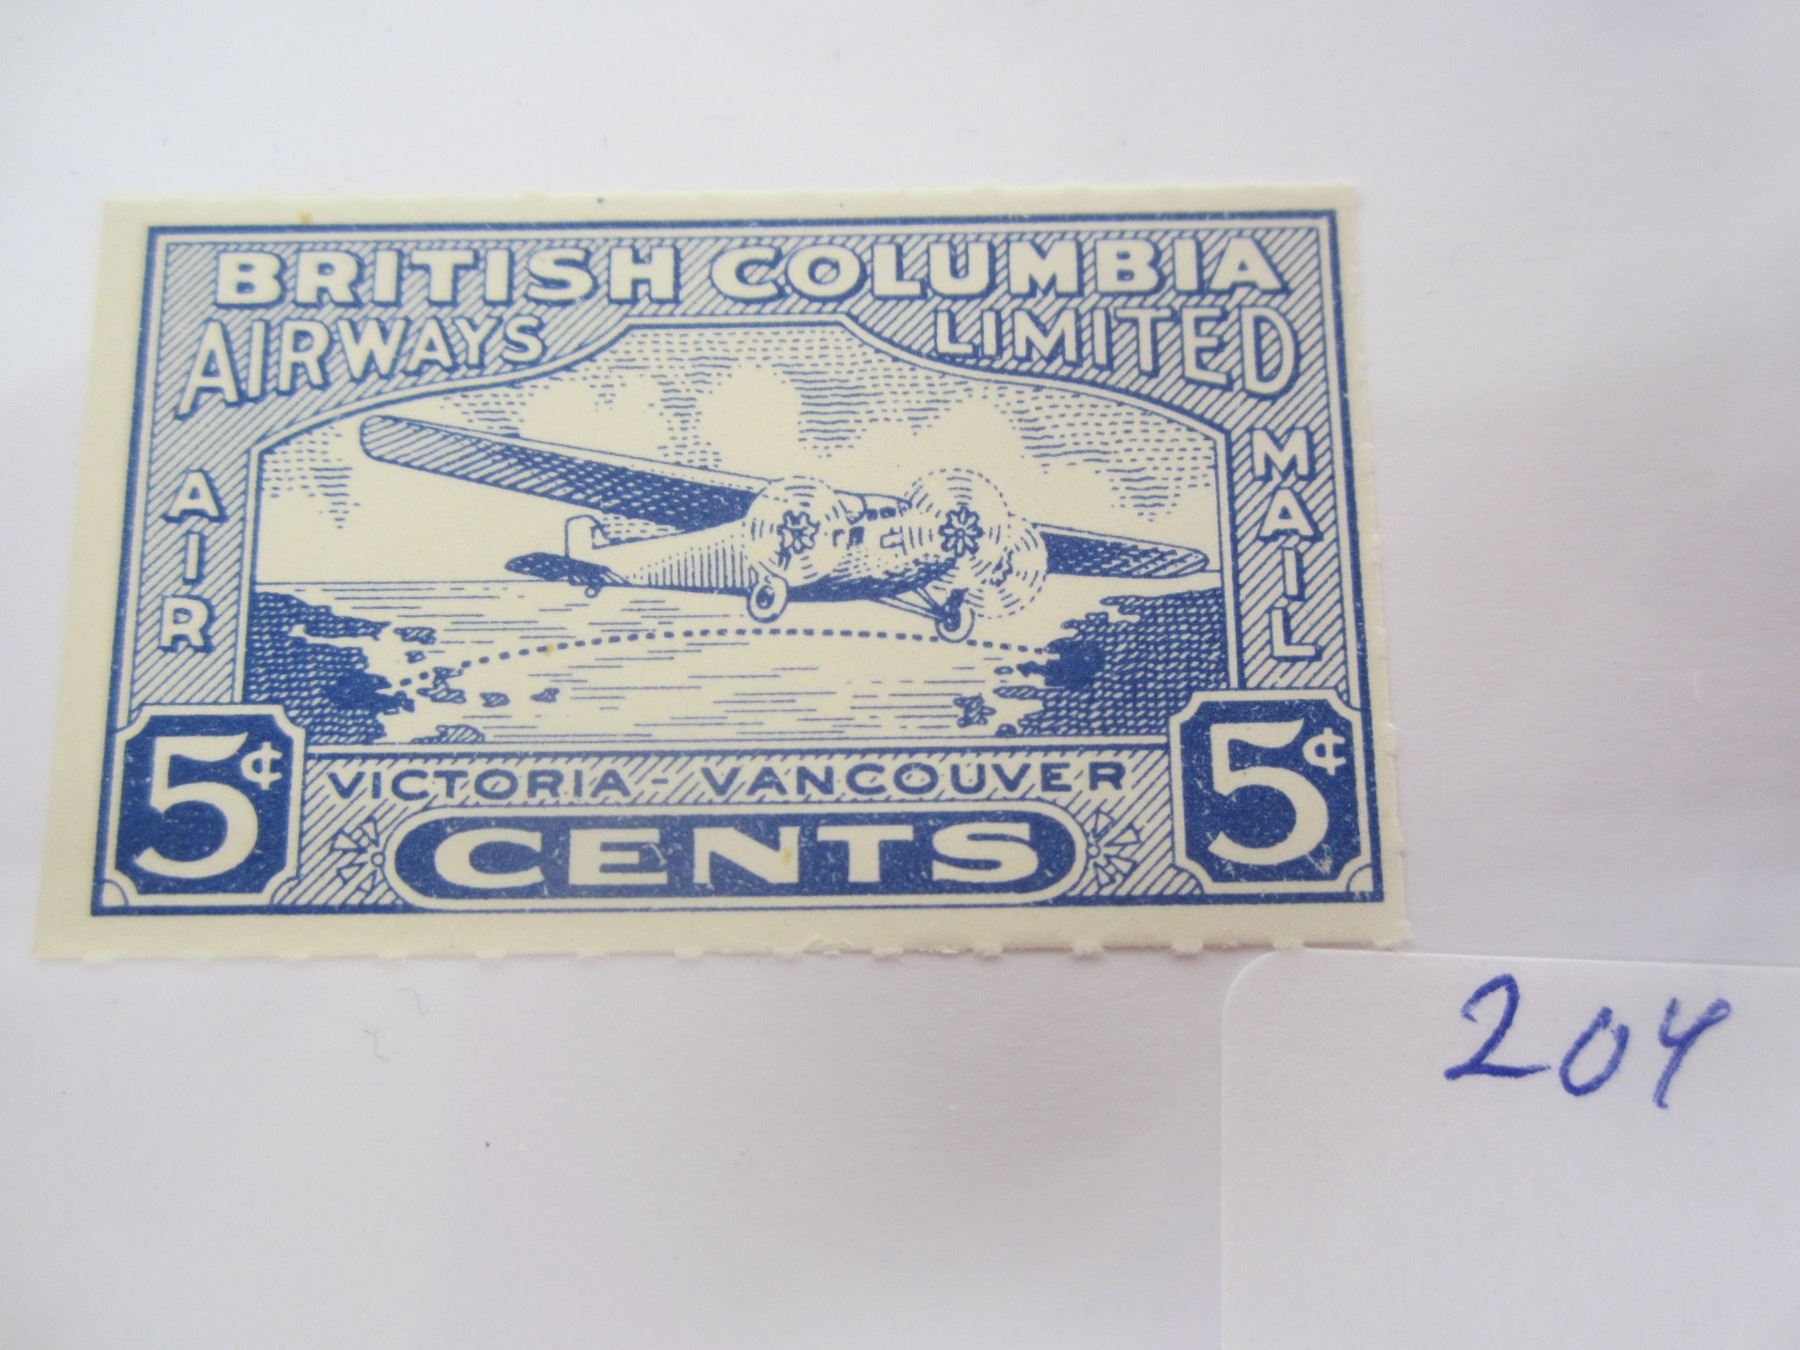 BRITISH COLUMBIA
AIRWAYS LIMITED
AIR MAIL
5¢ VICTORIA - VANCOUVER 5¢
CENTS
204